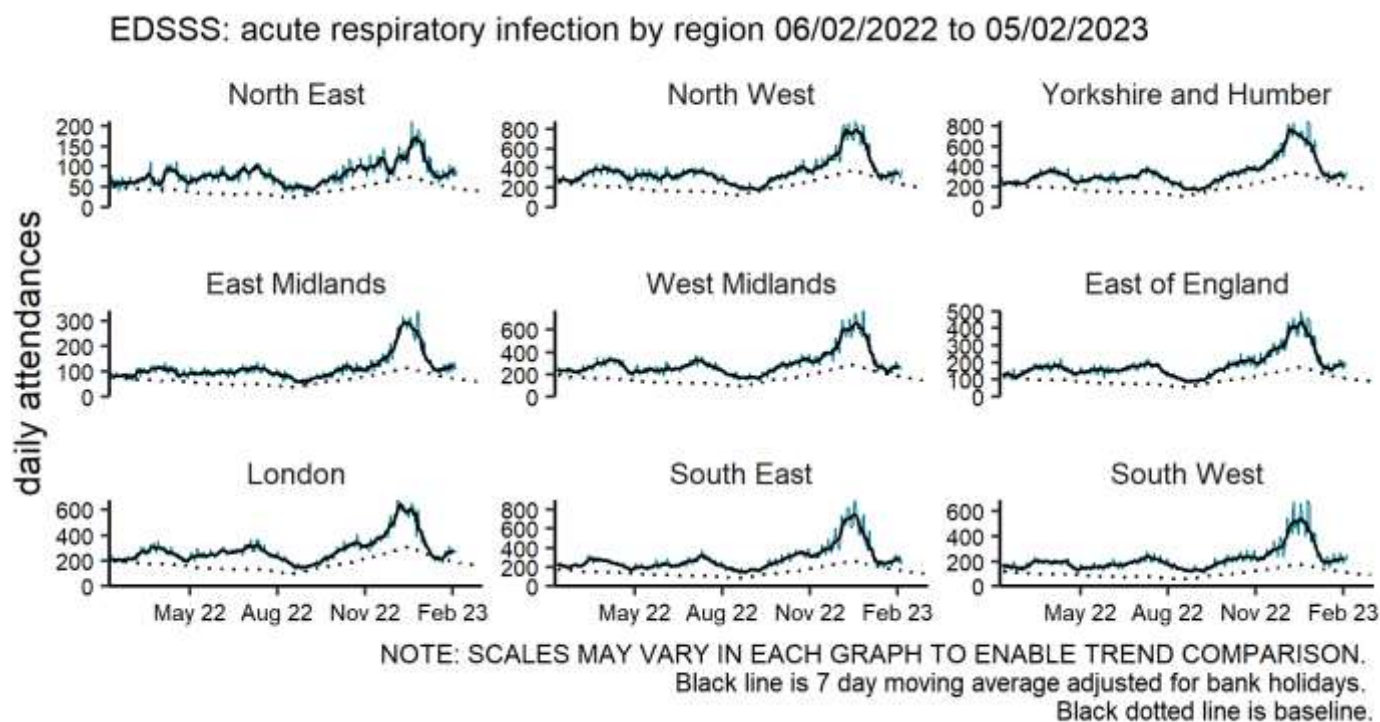 EDSSS: acute respiratory infection by region 06/02/2022 to 05/02/2023
North East
North West
Yorkshire and Humber
200
150
100
50
0
800
600
400
200
0
800
600
400
200
0
daily attendances
East Midlands
West Midlands
East of England
300
200
100
0
600
400
200
0
500
400
300
200
100
0
London
South East
South West
600
400
200
0
800
600
400
200
0
600
400
200
0
May 22 Aug 22 Nov 22 Feb 23
May 22 Aug 22 Nov 22 Feb 23
May 22 Aug 22 Nov 22 Feb 23
NOTE: SCALES MAY VARY IN EACH GRAPH TO ENABLE TREND COMPARISON.
Black line is 7 day moving average adjusted for bank holidays.
Black dotted line is baseline.